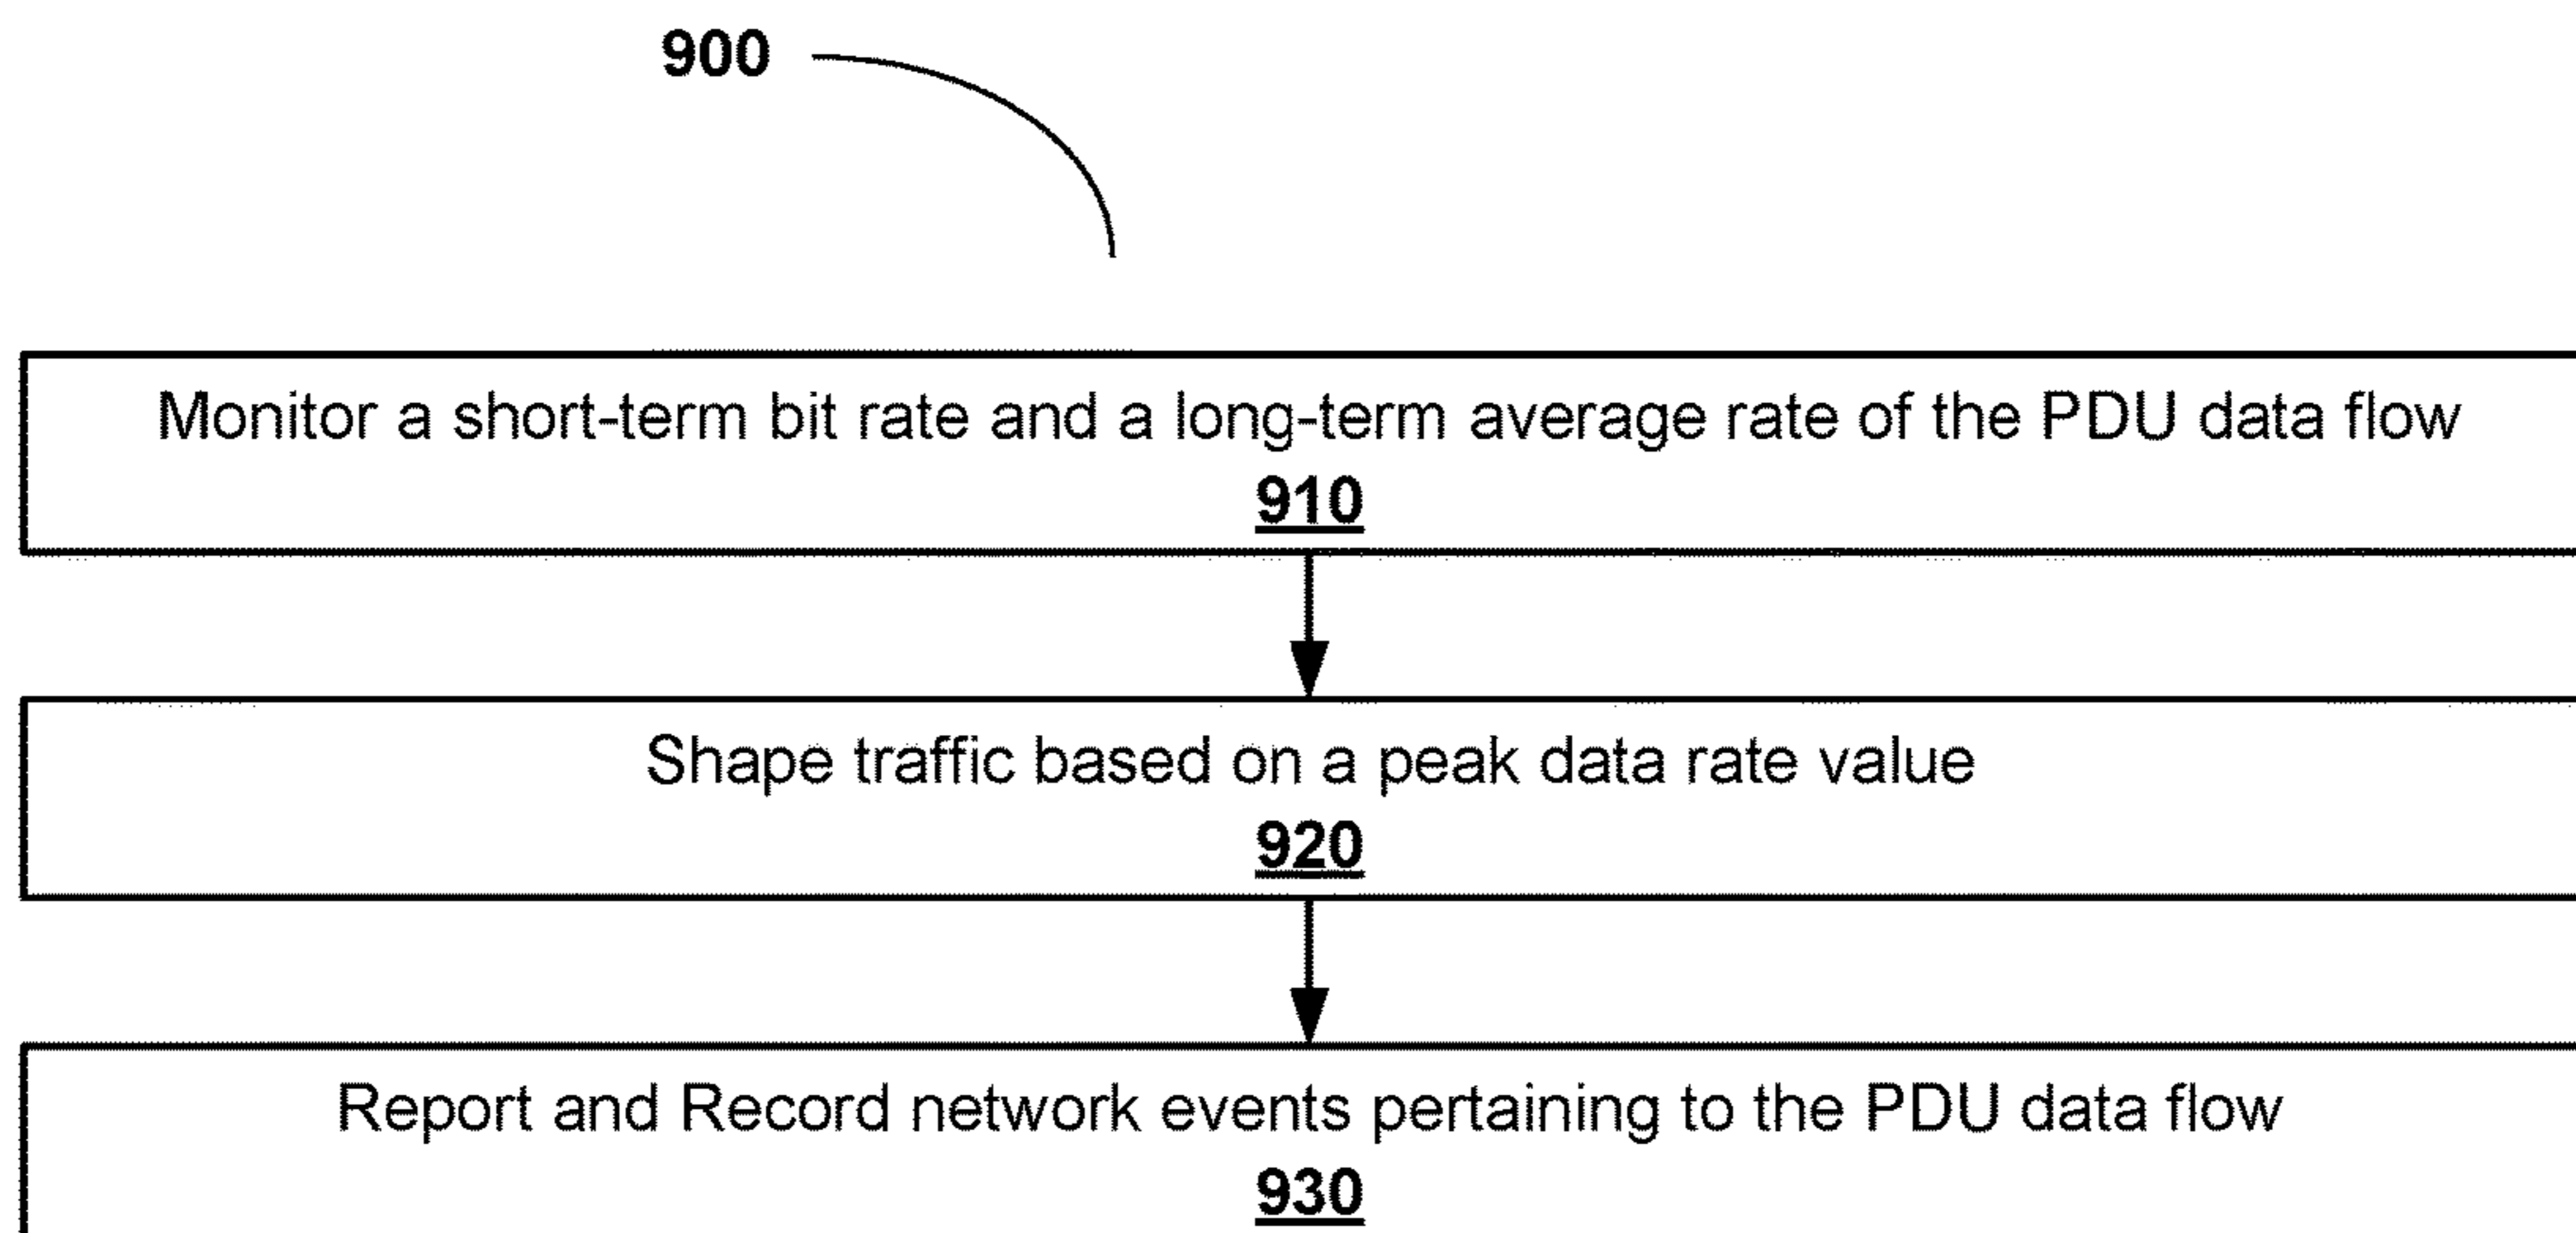 900
Monitor a short-term bit rate and a long-term average rate of the PDU data flow
910
Shape traffic based on a peak data rate value
920
Report and Record network events pertaining to the PDU data flow
930